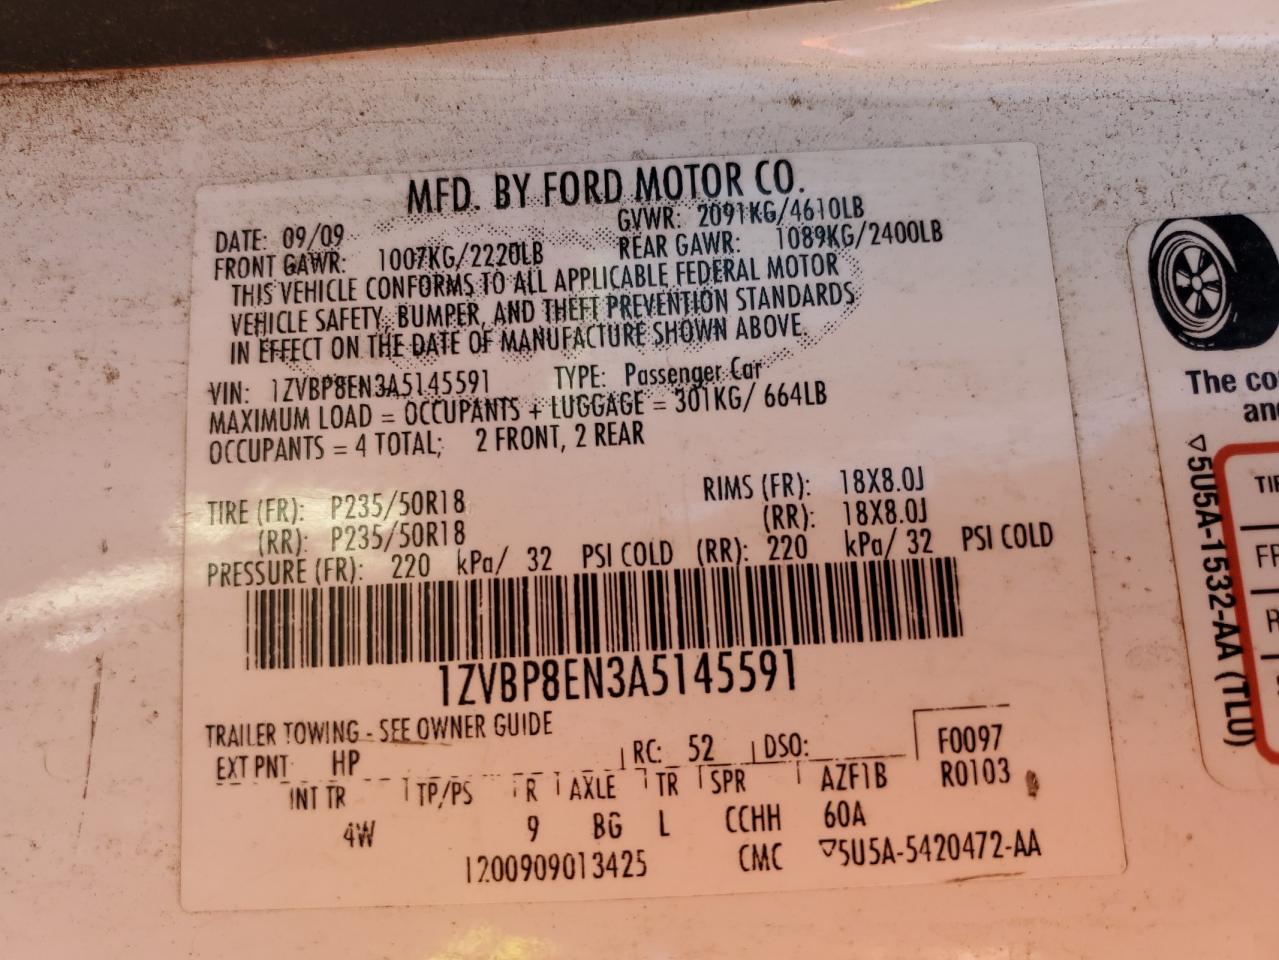 MFD. BY FORD MOTOR CO.
DATE: 09/09 GVWR: 2091KG/4610LB
FRONT GAWR: 1007KG/2220LB REAR GAWR: 1089KG/2400LB
THIS VEHICLE CONFORMS TO ALL APPLICABLE FEDERAL MOTOR
VEHICLE SAFETY, BUMPER, AND THEFT PREVENTION STANDARDS
IN EFFECT ON THE DATE OF MANUFACTURE SHOWN ABOVE.
VIN: 1ZVBP8EN3A5145591 TYPE: Passenger Car
MAXIMUM LOAD = OCCUPANTS + LUGGAGE = 301KG/ 664LB
OCCUPANTS = 4 TOTAL; 2 FRONT, 2 REAR
TIRE (FR): P235/50R18 RIMS (FR): 18X8.0J
(RR): P235/50R18 (RR): 18X8.0J
PRESSURE (FR): 220 kPa/ 32 PSI COLD (RR): 220 kPa/ 32 PSI COLD
1ZVBP8EN3A5145591
TRAILER TOWING - SEE OWNER GUIDE
EXT PNT HP RC: 52 DSO: F0097
INT TR TP/PS R AXLE TR SPR AZF1B R0103
4W 9 BG L CCHH 60A
1200909013425 CMC ▽5U5A-5420472-AA
The co
an
▽5U5A-1532-AA (TLU)
TIR
FR
R